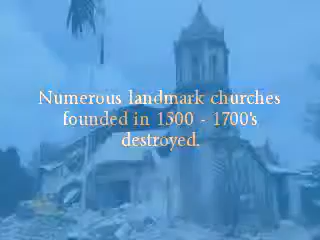 Numerous landmark churches
founded in 1500 - 1700's
destroyed.